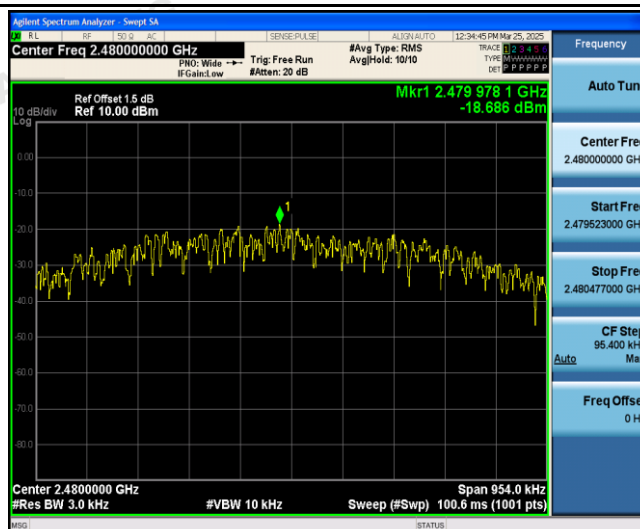 Agilent Spectrum Analyzer - Swept SA
RL RF 50 Ω AC SENSE:PULSE ALIGN AUTO 12:34:45 PM Mar 25, 2025
Center Freq 2.480000000 GHz
PNO: Wide
IFGain:Low
Trig: Free Run
#Atten: 20 dB
#Avg Type: RMS
Avg|Hold: 10/10
TRACE 1 2 3 4 5 6
TYPE M
DET P P P P P P
Frequency
Mkr1 2.479 978 1 GHz
-18.686 dBm
Ref Offset 1.5 dB
Ref 10.00 dBm
10 dB/div
Log
0.00
-10.0
-20.0
-30.0
-40.0
-50.0
-60.0
-70.0
-80.0
1
Auto Tun
Center Fre
2.480000000 GH
Start Fre
2.479523000 GH
Stop Fre
2.480477000 GH
CF Ste
95.400 kH
Auto Ma
Freq Offse
0 H
Center 2.4800000 GHz Span 954.0 kHz
#Res BW 3.0 kHz #VBW 10 kHz Sweep (#Swp) 100.6 ms (1001 pts)
MSG STATUS